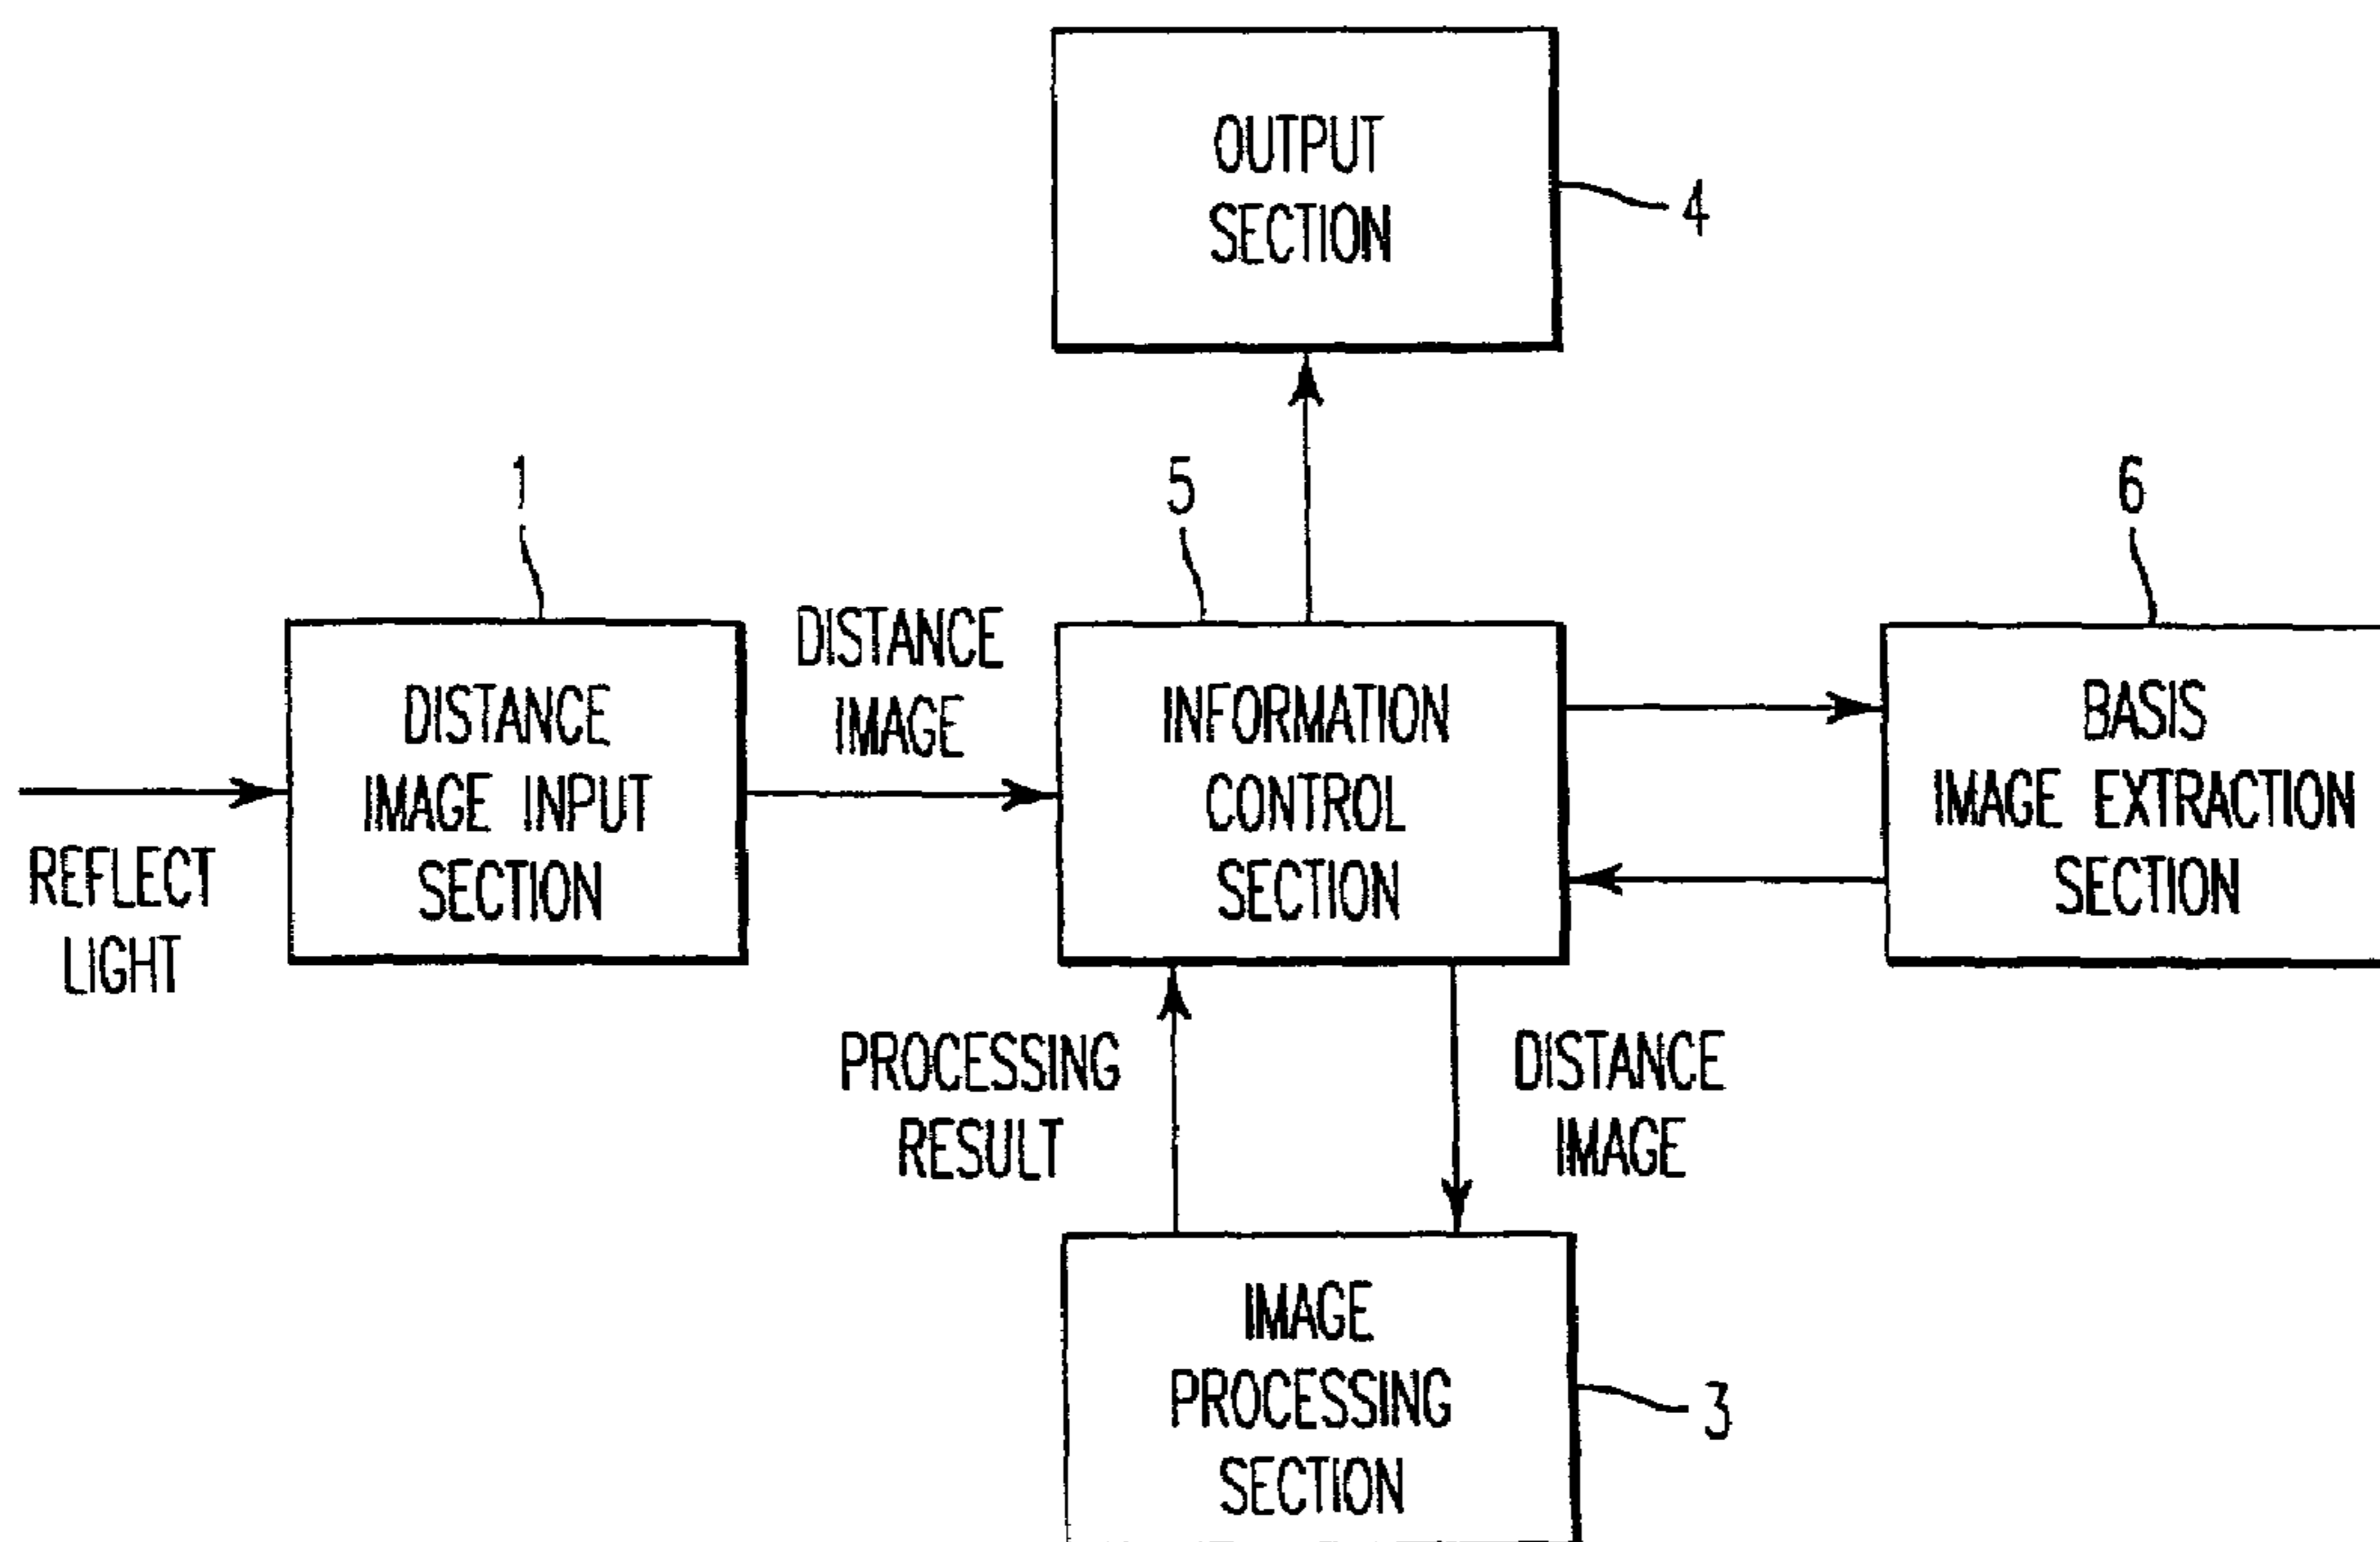 OUTPUT
SECTION
4
1
5
6
DISTANCE
IMAGE INPUT
SECTION
DISTANCE
IMAGE
INFORMATION
CONTROL
SECTION
BASIS
IMAGE EXTRACTION
SECTION
REFLECT
LIGHT
PROCESSING
RESULT
DISTANCE
IMAGE
IMAGE
PROCESSING
SECTION
3